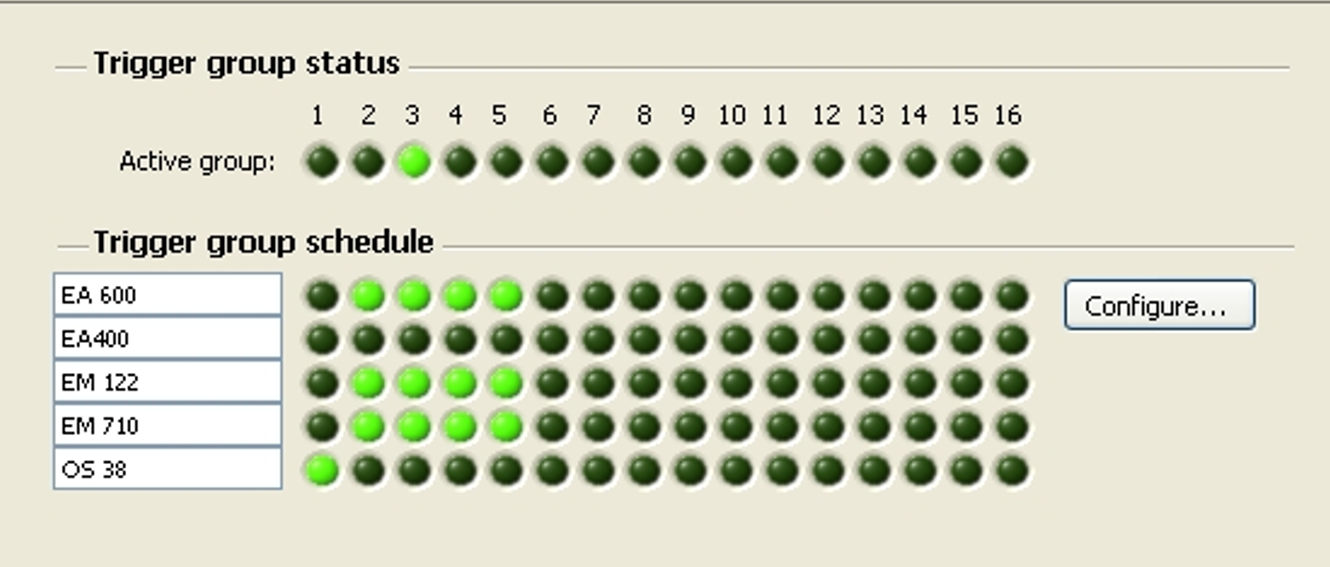 Trigger group status
1 2 3 4 5 6 7 8 9 10 11 12 13 14 15 16
Active group:
Trigger group schedule
EA 600
Configure...
EA400
EM 122
EM 710
OS 38